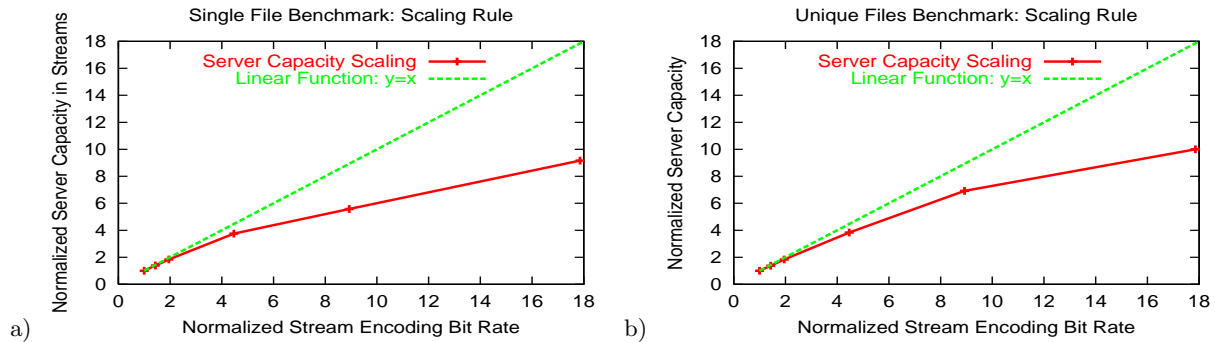 Single File Benchmark: Scaling Rule
Normalized Server Capacity in Streams
18
16
14
12
10
8
6
4
2
0
Server Capacity Scaling
Linear Function: y=x
0 2 4 6 8 10 12 14 16 18
Normalized Stream Encoding Bit Rate
a)
Unique Files Benchmark: Scaling Rule
Normalized Server Capacity
18
16
14
12
10
8
6
4
2
0
Server Capacity Scaling
Linear Function: y=x
0 2 4 6 8 10 12 14 16 18
Normalized Stream Encoding Bit Rate
b)